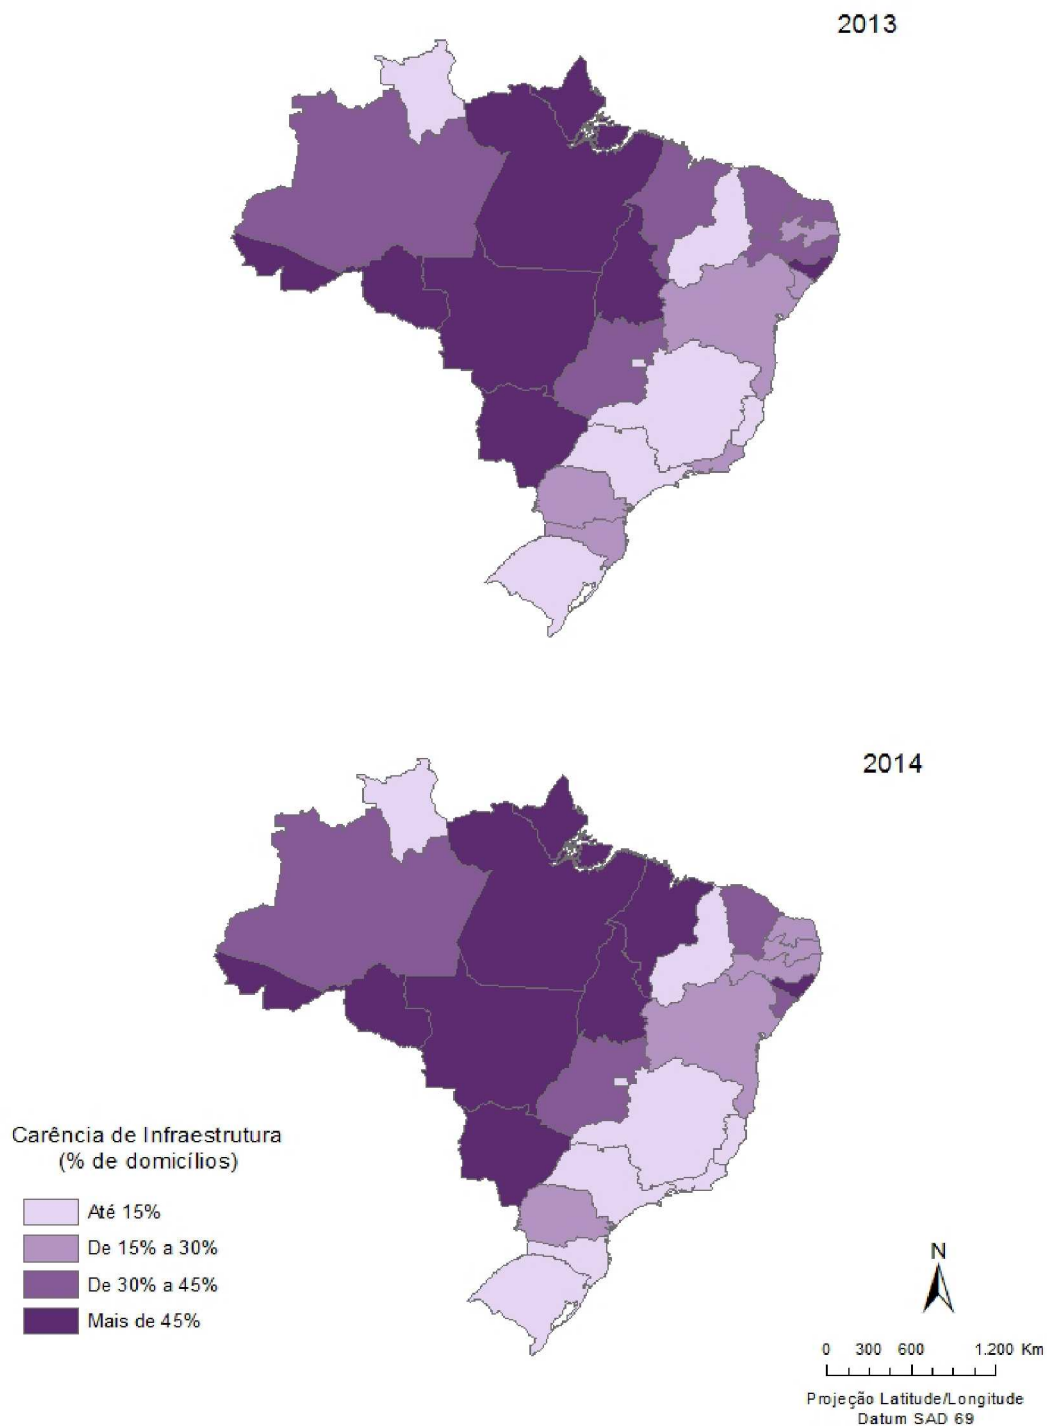 2013
2014
Carência de Infraestrutura
(% de domicílios)
Até 15%
De 15% a 30%
De 30% a 45%
Mais de 45%
N
0 300 600 1.200 Km
Projeção Latitude/Longitude
Datum SAD 69